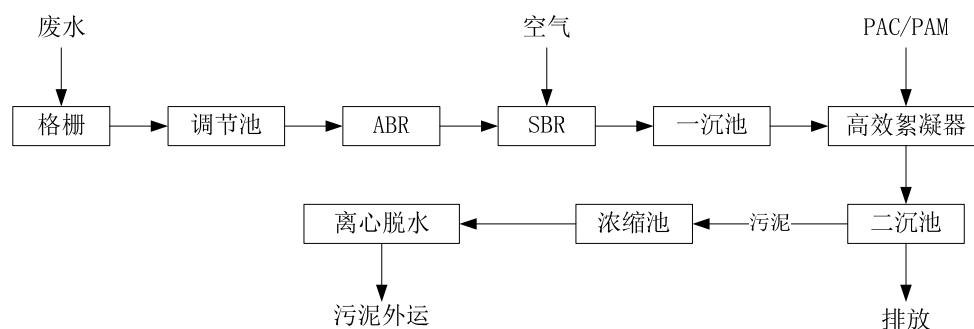 废水
空气
PAC/PAM
格栅
调节池
ABR
SBR
一沉池
高效絮凝器
离心脱水
浓缩池
污泥
二沉池
污泥外运
排放